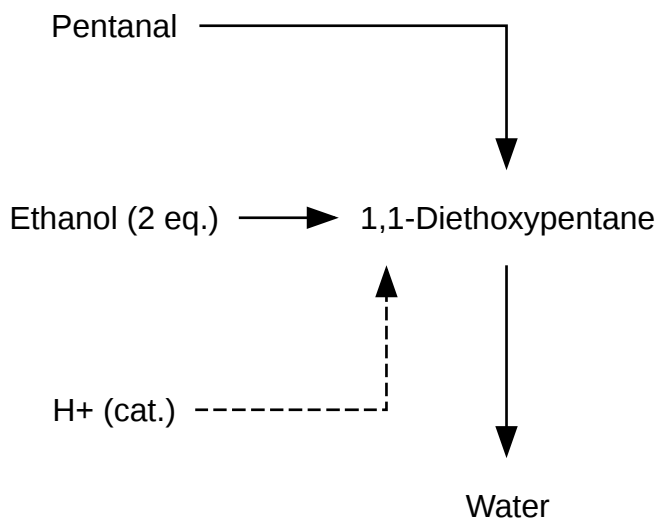 Pentanal
Ethanol (2 eq.)
1,1-Diethoxypentane
H+ (cat.)
Water